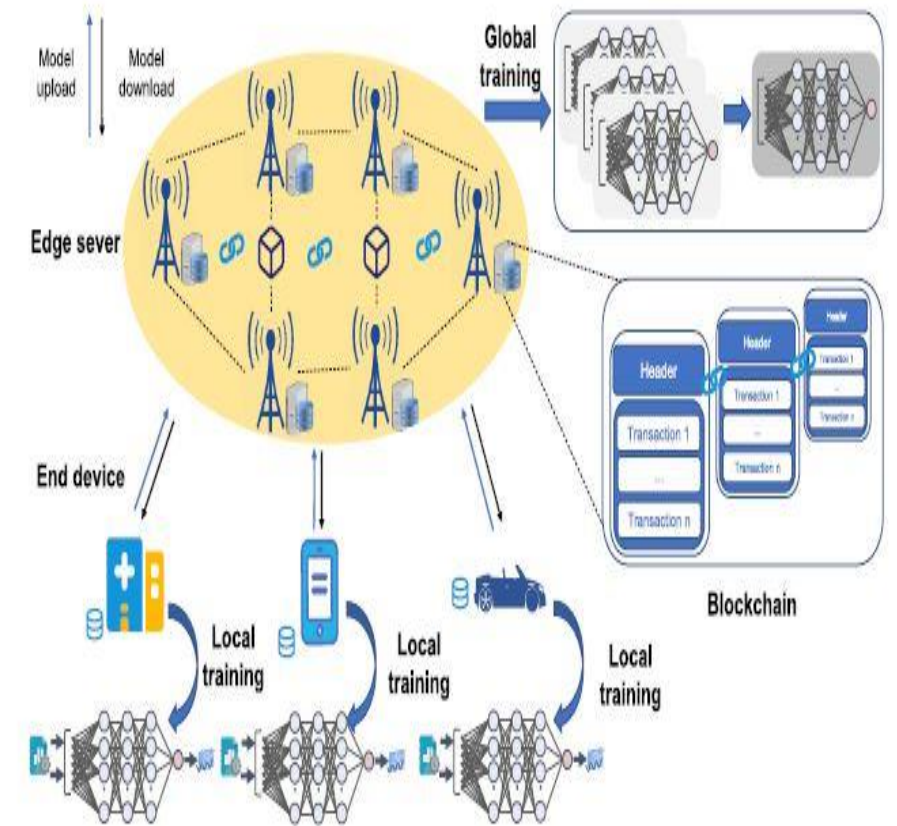 Model
upload
Model
download
Global
training
Edge sever
Header
Transaction 1
...
Transaction n
Header
Transaction 1
...
Transaction n
Header
Transaction 1
...
Transaction n
Blockchain
End device
Local
training
Local
training
Local
training